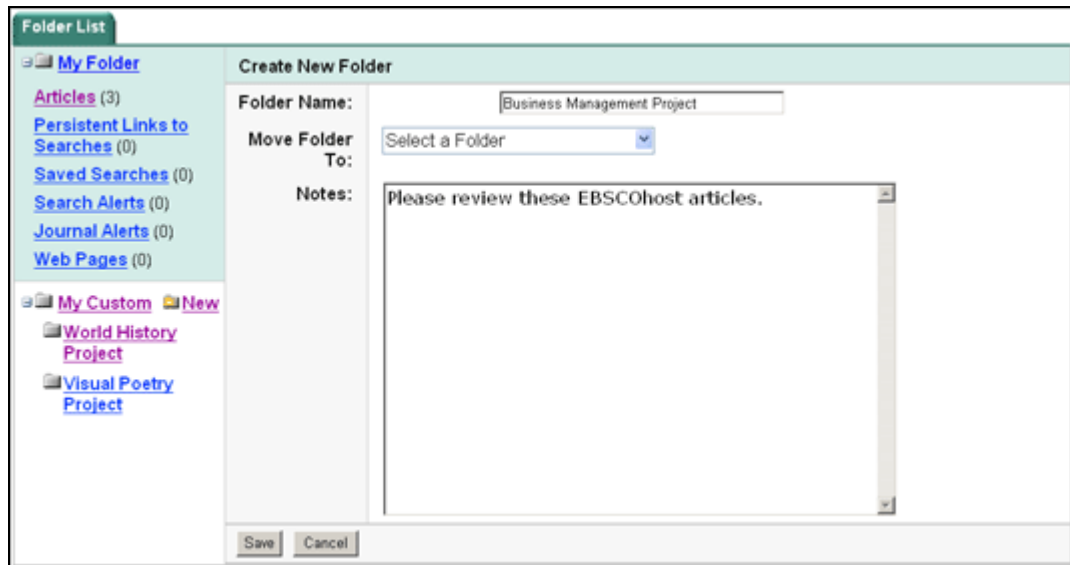 Folder List
My Folder
Articles (3)
Persistent Links to
Searches (0)
Saved Searches (0)
Search Alerts (0)
Journal Alerts (0)
Web Pages (0)
My Custom New
World History
Project
Visual Poetry
Project
Create New Folder
Folder Name: Business Management Project
Move Folder
To: Select a Folder
Notes: Please review these EBSCOhost articles.
Save Cancel